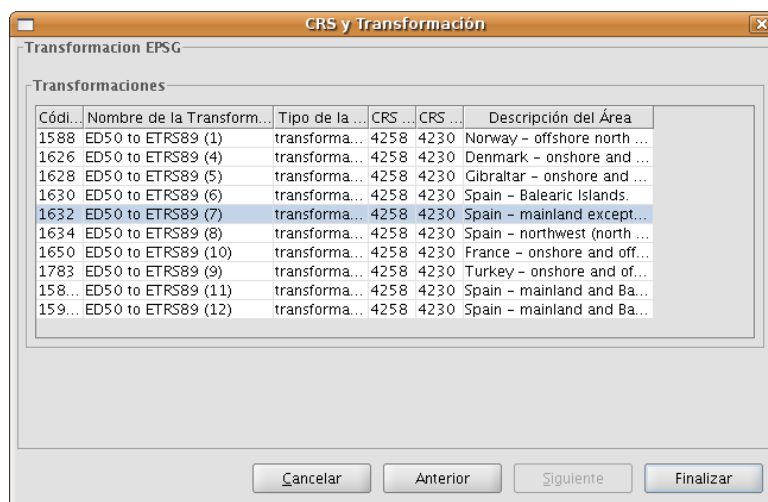 CRS y Transformación
Transformacion EPSG
Transformaciones
Códi... Nombre de la Transform... Tipo de la ... CRS ... CRS ... Descripción del Área
1588 ED50 to ETRS89 (1) transforma... 4258 4230 Norway - offshore north ...
1626 ED50 to ETRS89 (4) transforma... 4258 4230 Denmark - onshore and ...
1628 ED50 to ETRS89 (5) transforma... 4258 4230 Gibraltar - onshore and ...
1630 ED50 to ETRS89 (6) transforma... 4258 4230 Spain - Balearic Islands.
1632 ED50 to ETRS89 (7) transforma... 4258 4230 Spain - mainland except...
1634 ED50 to ETRS89 (8) transforma... 4258 4230 Spain - northwest (north ...
1650 ED50 to ETRS89 (10) transforma... 4258 4230 France - onshore and off...
1783 ED50 to ETRS89 (9) transforma... 4258 4230 Turkey - onshore and of...
158... ED50 to ETRS89 (11) transforma... 4258 4230 Spain - mainland and Ba...
159... ED50 to ETRS89 (12) transforma... 4258 4230 Spain - mainland and Ba...
Cancelar Anterior Siguiente Finalizar